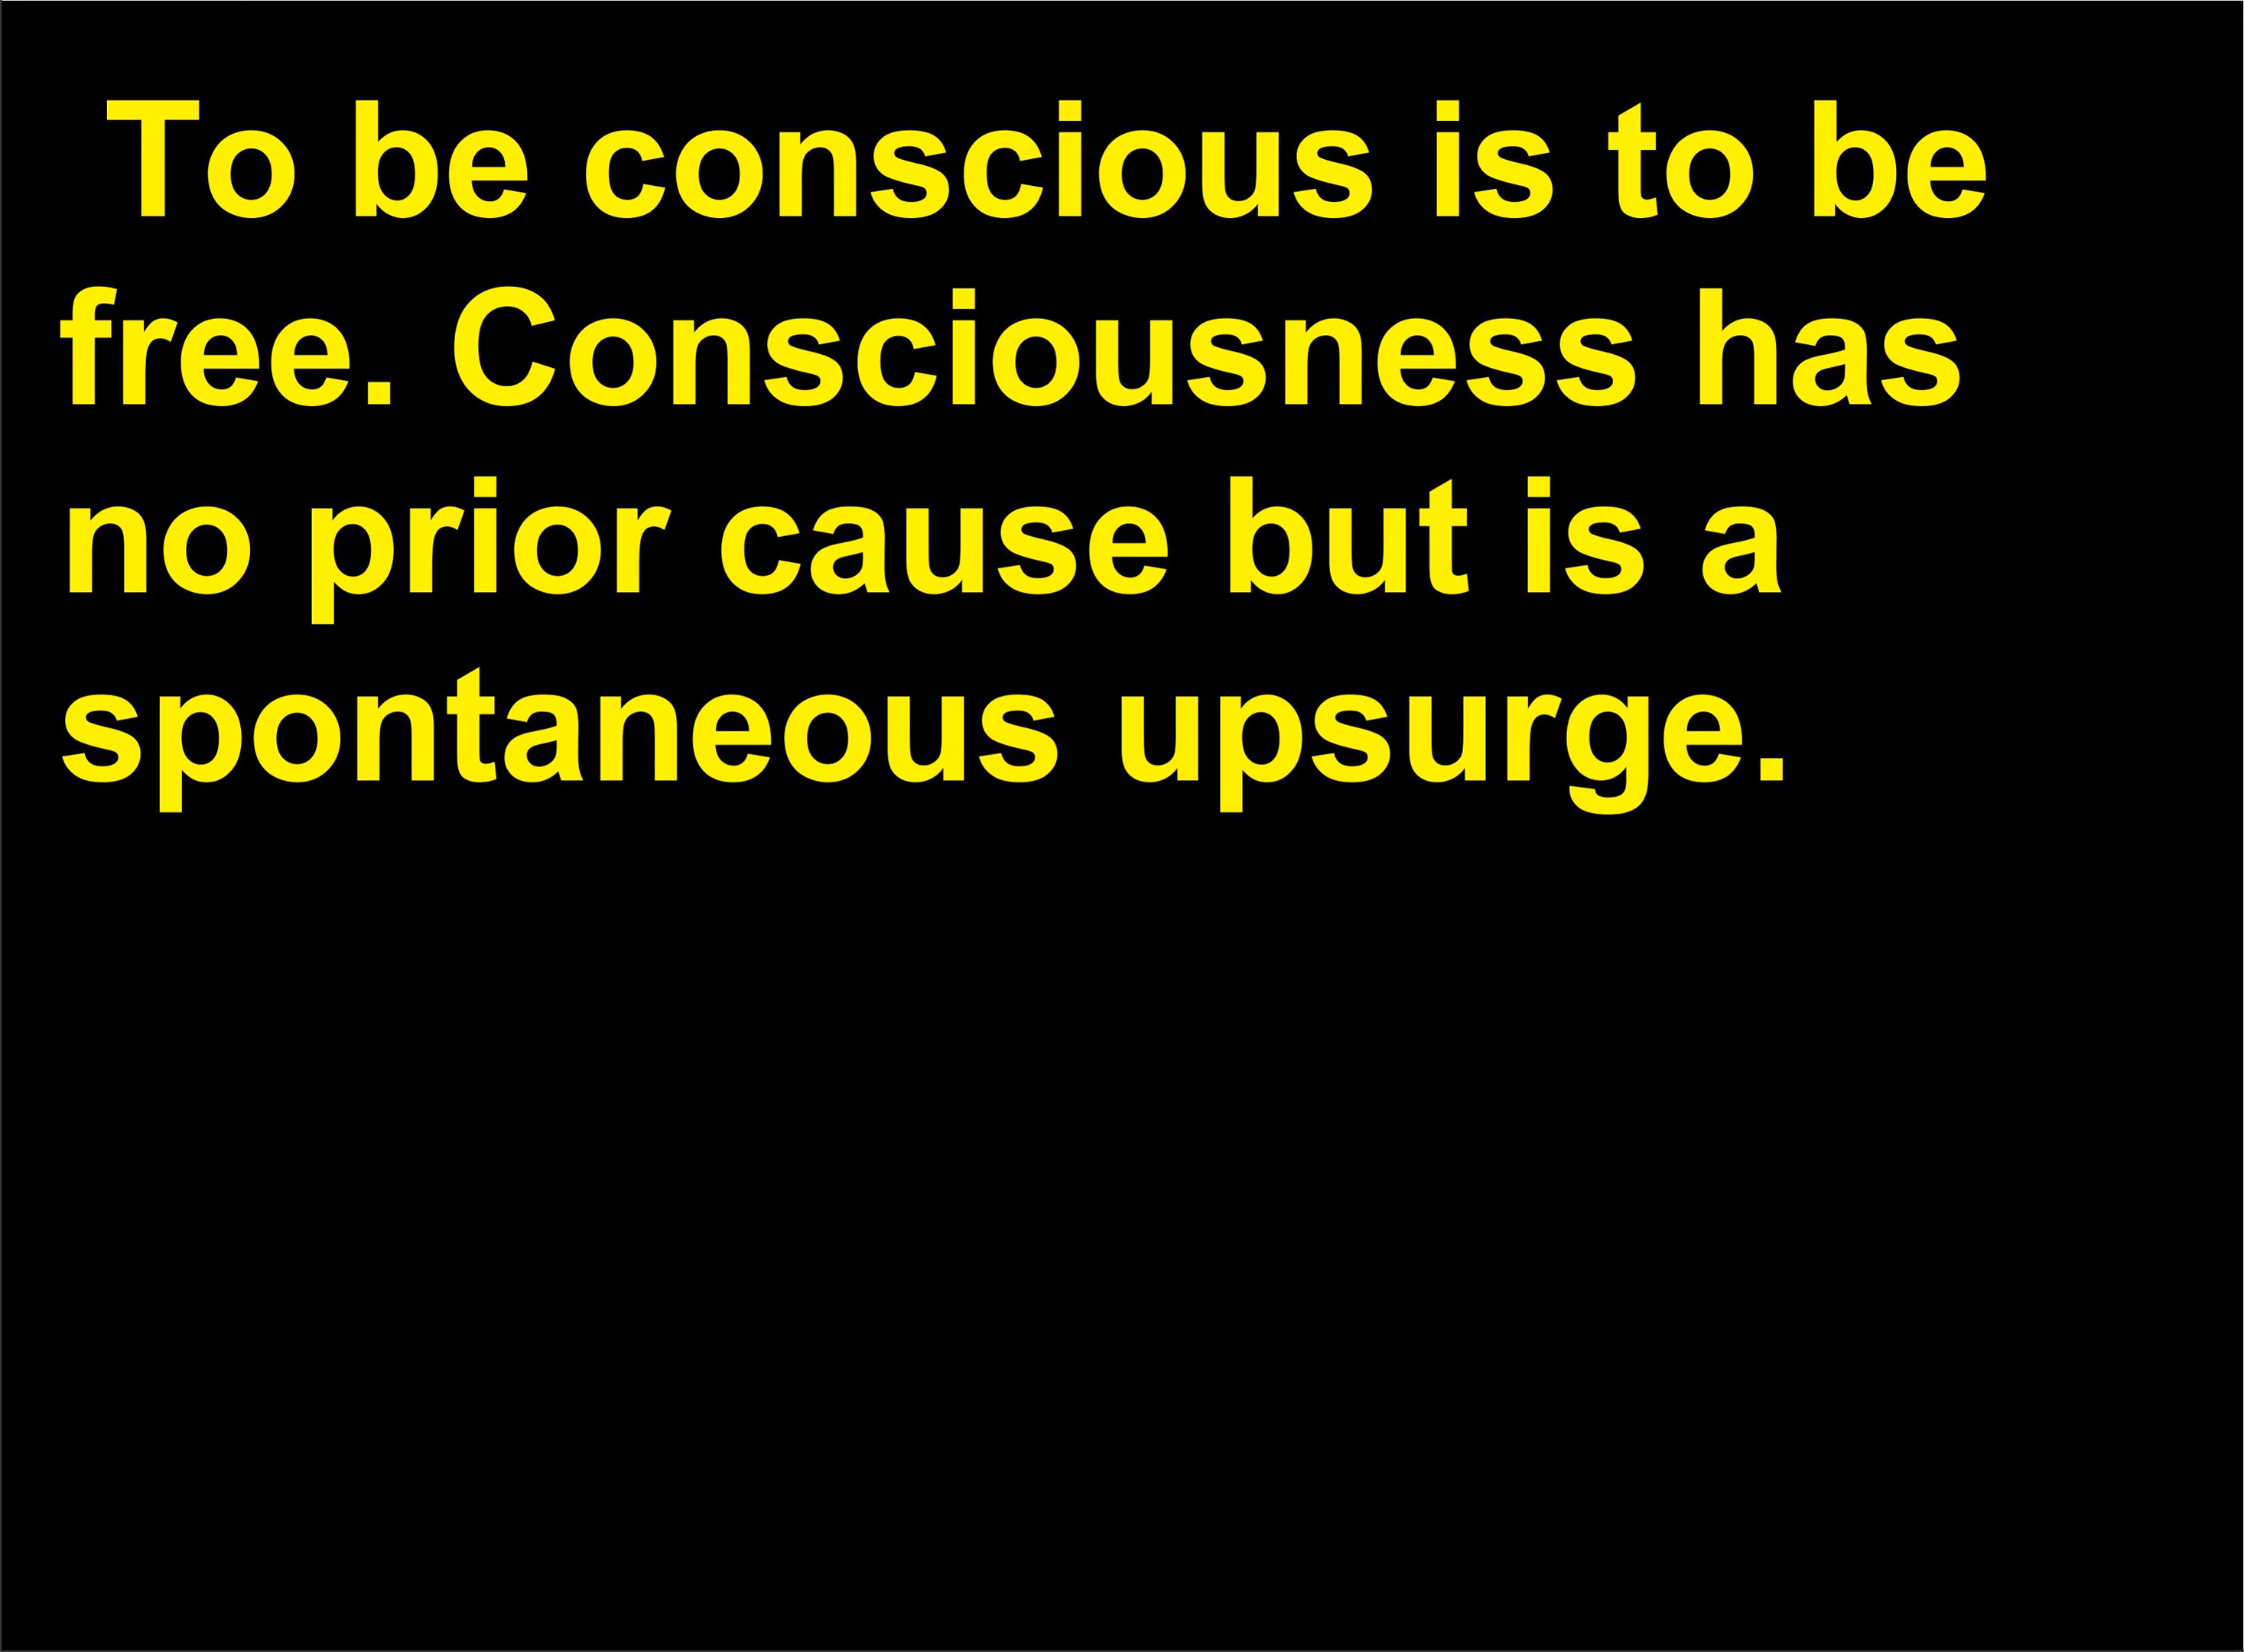 To be conscious is to be
free. Consciousness has
no prior cause but is a
spontaneous upsurge.